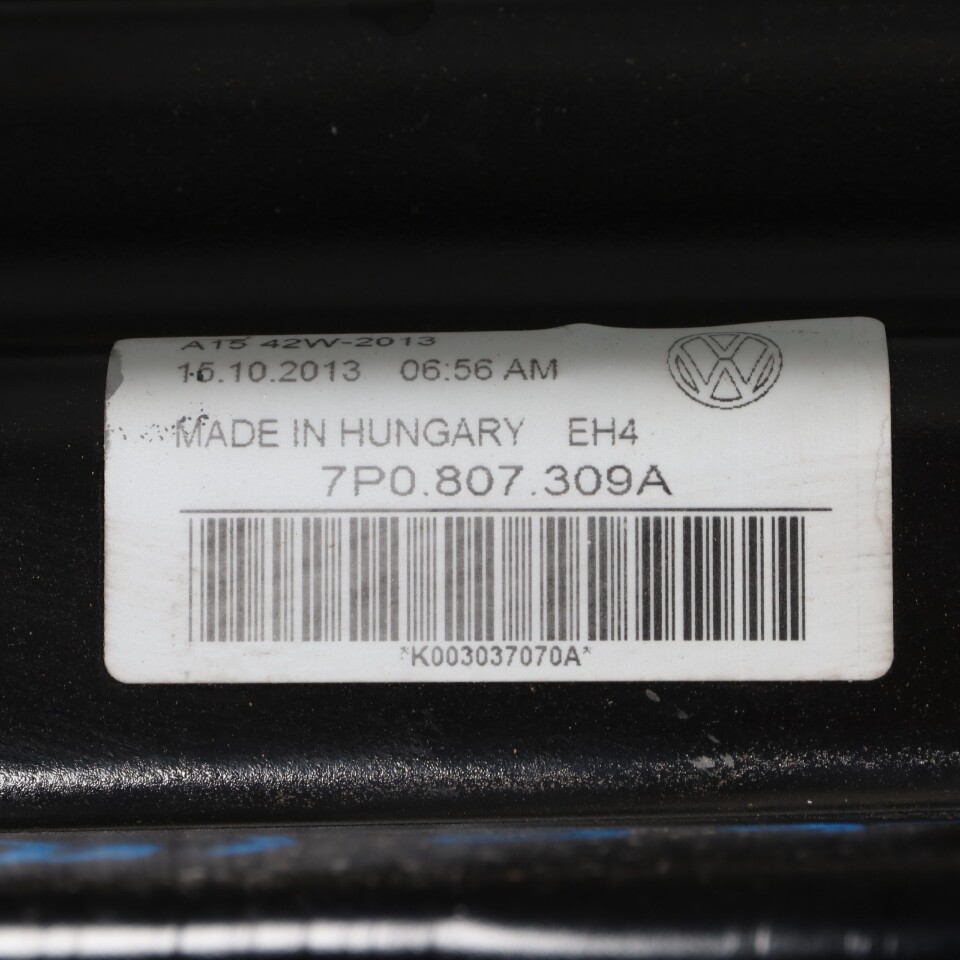 A15 42W-2013
15.10.2013 06:56 AM
MADE IN HUNGARY EH4
7P0.807.309A
*K003037070A*